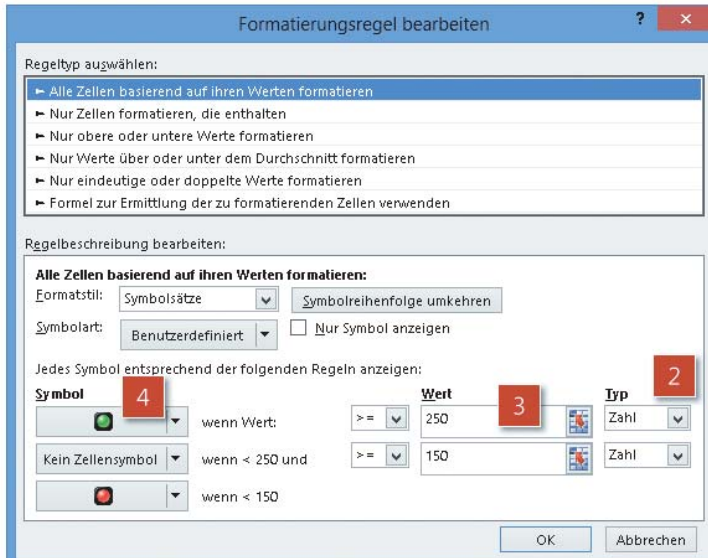 Formatierungsregel bearbeiten ? ×
Regeltyp auswählen:
► Alle Zellen basierend auf ihren Werten formatieren
► Nur Zellen formatieren, die enthalten
► Nur obere oder untere Werte formatieren
► Nur Werte über oder unter dem Durchschnitt formatieren
► Nur eindeutige oder doppelte Werte formatieren
► Formel zur Ermittlung der zu formatierenden Zellen verwenden
Regelbeschreibung bearbeiten:
Alle Zellen basierend auf ihren Werten formatieren:
Formatstil: Symbolsätze Symbolreihenfolge umkehren
Symbolart: Benutzerdefiniert Nur Symbol anzeigen
Jedes Symbol entsprechend der folgenden Regeln anzeigen:
Symbol 4 Wert 3 Typ 2
wenn Wert: >= 250 Zahl
Kein Zellensymbol wenn < 250 und >= 150 Zahl
wenn < 150
OK Abbrechen